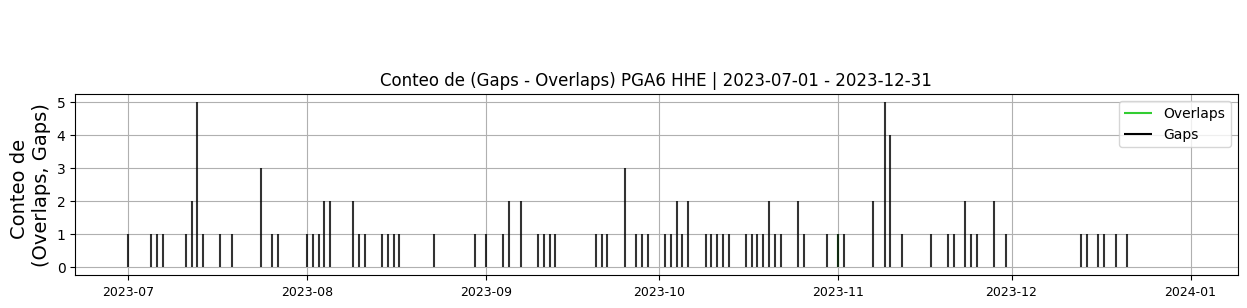 Conteo de (Gaps - Overlaps) PGA6 HHE | 2023-07-01 - 2023-12-31
Conteo de
(Overlaps, Gaps)
5
4
3
2
1
0
Overlaps
Gaps
2023-07
2023-08
2023-09
2023-10
2023-11
2023-12
2024-01